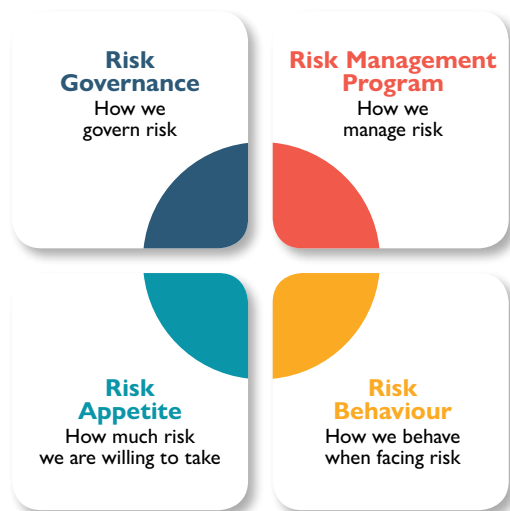 Risk
Governance
How we
govern risk
Risk Management
Program
How we
manage risk
Risk
Appetite
How much risk
we are willing to take
Risk
Behaviour
How we behave
when facing risk